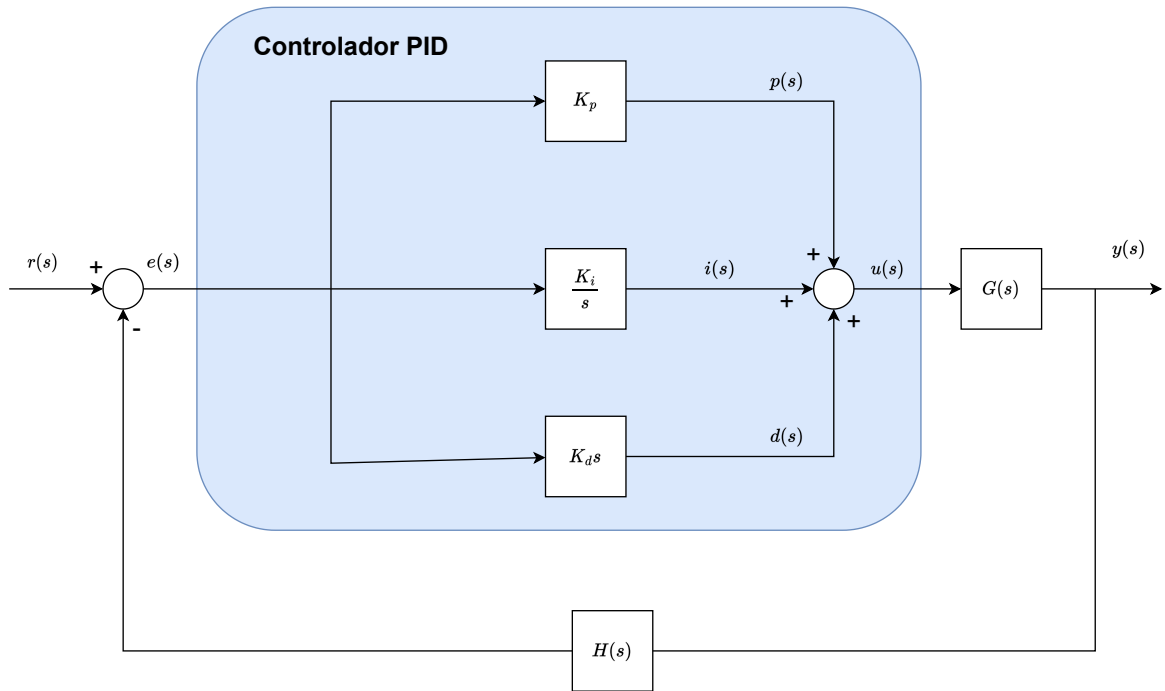 Controlador PID
K_p
p(s)
r(s)
+
e(s)
K_i
s
i(s)
+
+
+
u(s)
G(s)
y(s)
-
K_d s
d(s)
H(s)